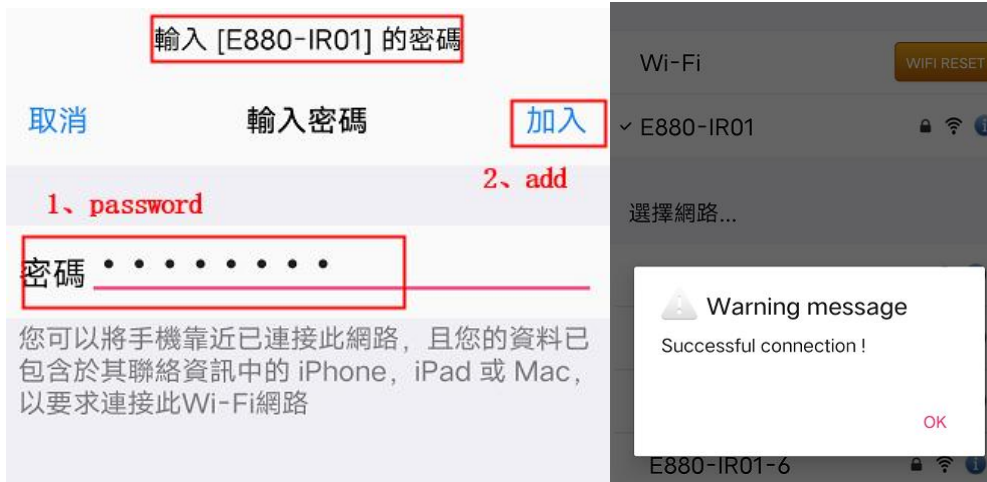 輸入 [E880-IR01] 的密碼
取消
輸入密碼
加入
2、add
1、password
密碼 ••••••••
您可以將手機靠近已連接此網路，且您的資料已
包含於其聯絡資訊中的 iPhone，iPad 或 Mac，
以要求連接此Wi-Fi網路
Wi-Fi
WIFI RESET
E880-IR01
選擇網路...
Warning message
Successful connection !
OK
E880-IR01-6